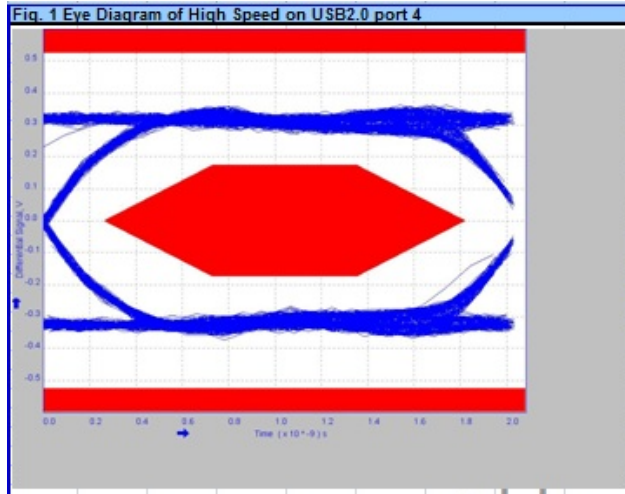 Fig. 1 Eye Diagram of High Speed on USB2.0 port 4
0.5
0.4
0.3
0.2
0.1
0.0
-0.1
-0.2
-0.3
-0.4
-0.5
Differential Signal, V
0.0 0.2 0.4 0.6 0.8 1.0 1.2 1.4 1.6 1.8 2.0
Time (x10^-9) s